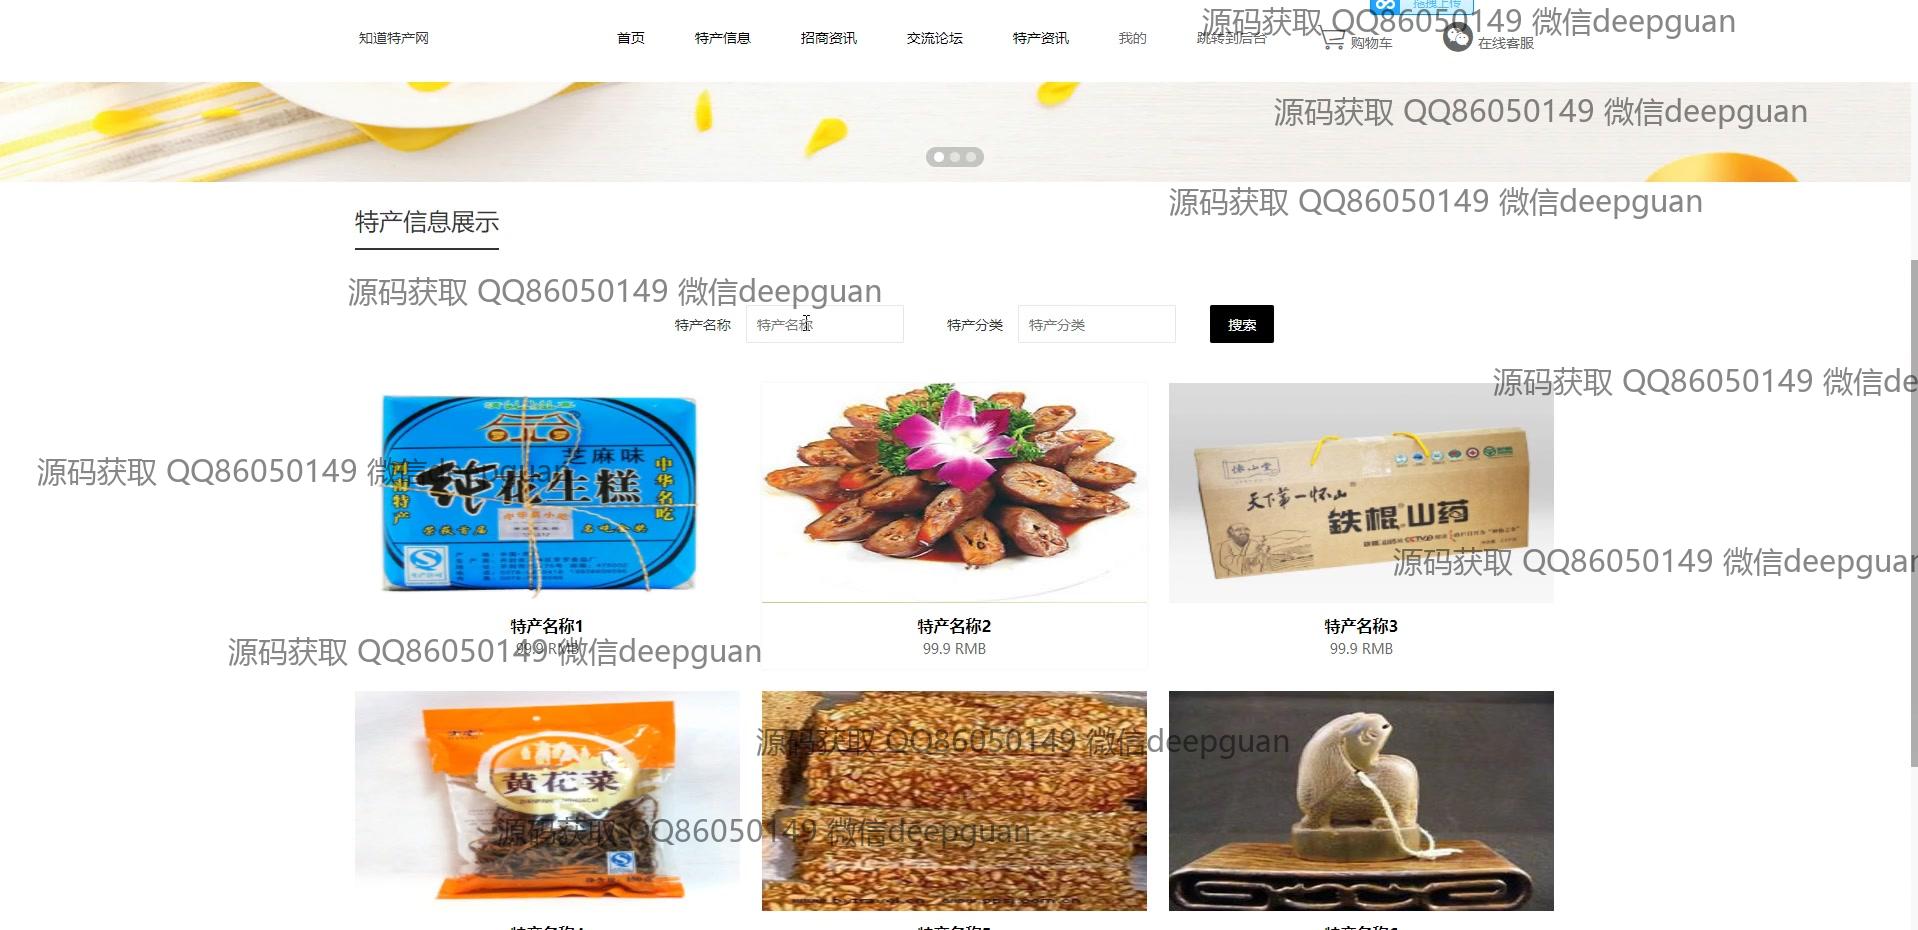 拖拽上传
源码获取 QQ86050149 微信deepguan
知道特产网 首页 特产信息 招商资讯 交流论坛 特产资讯 我的 跳转到后台 购物车 在线客服
源码获取 QQ86050149 微信deepguan
源码获取 QQ86050149 微信deepguan
特产信息展示
源码获取 QQ86050149 微信deepguan
特产名称 特产名称 特产分类 特产分类 搜索
源码获取 QQ86050149 微信de
芝麻味
花生糕
中华名吃
天下第一怀山
铁棍山药
源码获取 QQ86050149 微信deepguan
源码获取 QQ86050149 微信deepguan
特产名称1 特产名称2 特产名称3
99.9 RMB 99.9 RMB 99.9 RMB
源码获取 QQ86050149 微信deepguan
黄花菜
源码获取 QQ86050149 微信deepguan
源码获取 QQ86050149 微信deepguan